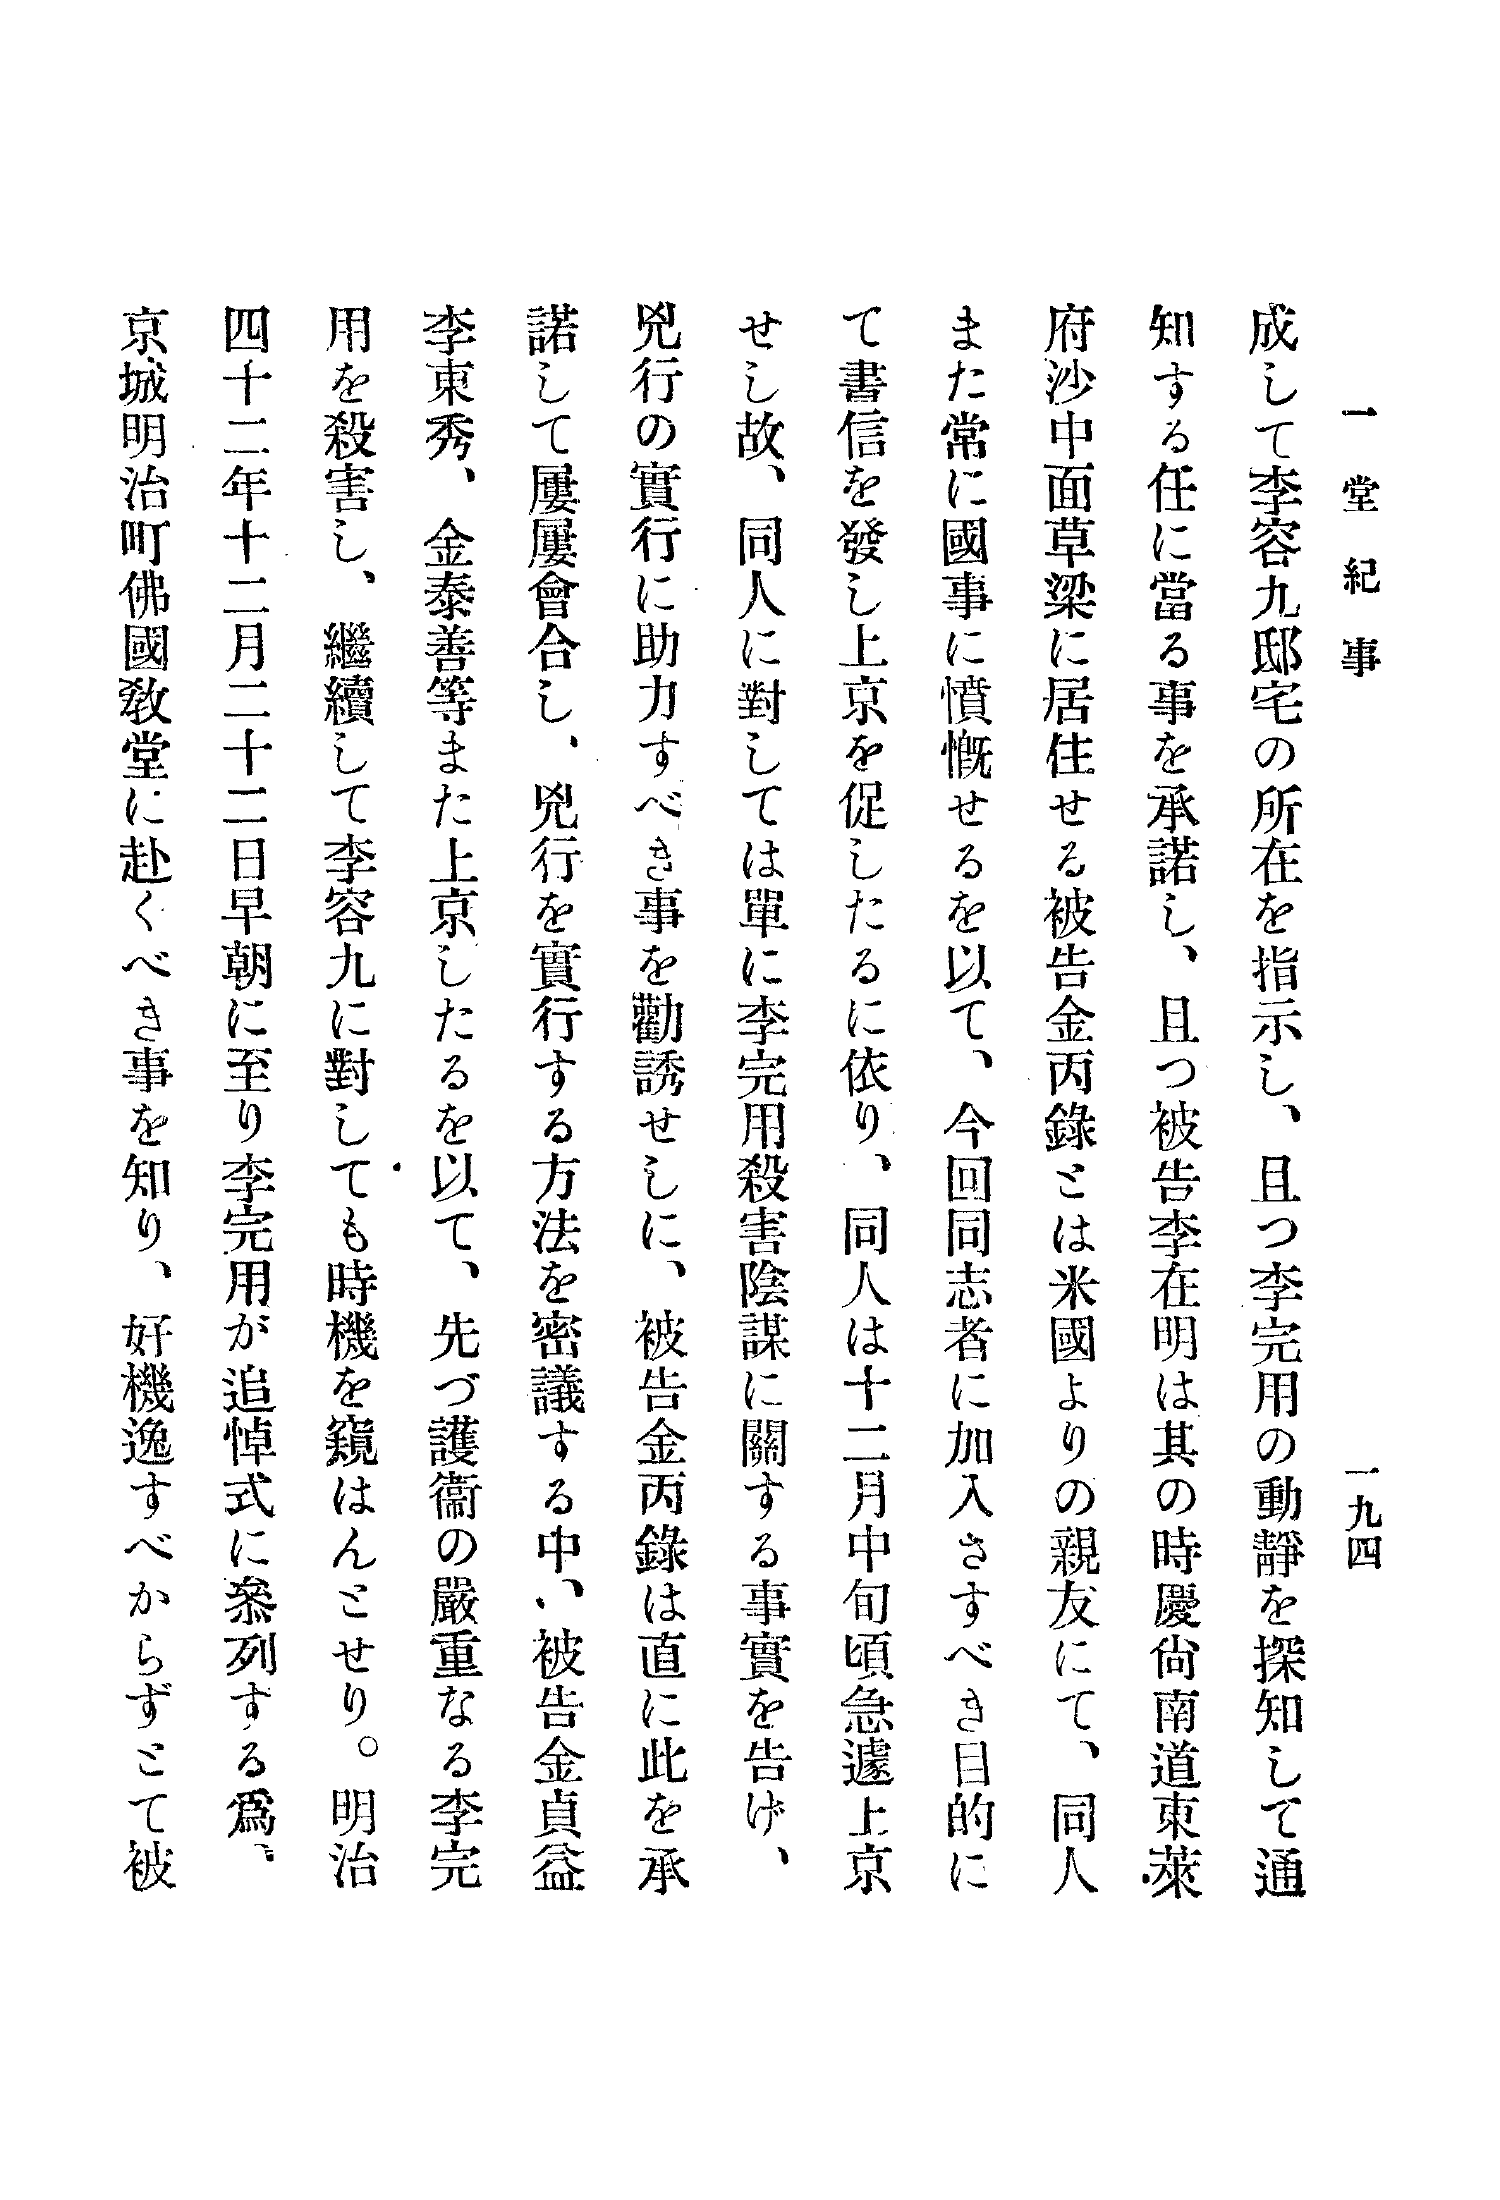 一堂紀事
一九四
成して李容九邸宅の所在を指示し、且つ李完用の動靜を探知して通
知する任に當る事を承諾し、且つ被告李在明は其の時慶尙南道東萊
府沙中面草梁に居住せる被告金丙錄とは米國よりの親友にて、同人
また常に國事に憤慨せるを以て、今回同志者に加入さすべき目的に
て書信を發し上京を促したるに依り、同人は十二月中旬頃急遽上京
せし故、同人に對しては單に李完用殺害陰謀に關する事實を告げ、
兇行の實行に助力すべき事を勸誘せしに、被告金丙錄は直に此を承
諾して屢屢會合し、兇行を實行する方法を密議する中、被告金貞益
李東秀、金泰善等また上京したるを以て、先づ護衞の嚴重なる李完
用を殺害し、繼續して李容九に對しても時機を窺はんとせり。明治
四十二年十二月二十二日早朝に至り李完用が追悼式に叅列する爲、
京城明治町佛國敎堂に赴くべき事を知り、好機逸すべからずとて被